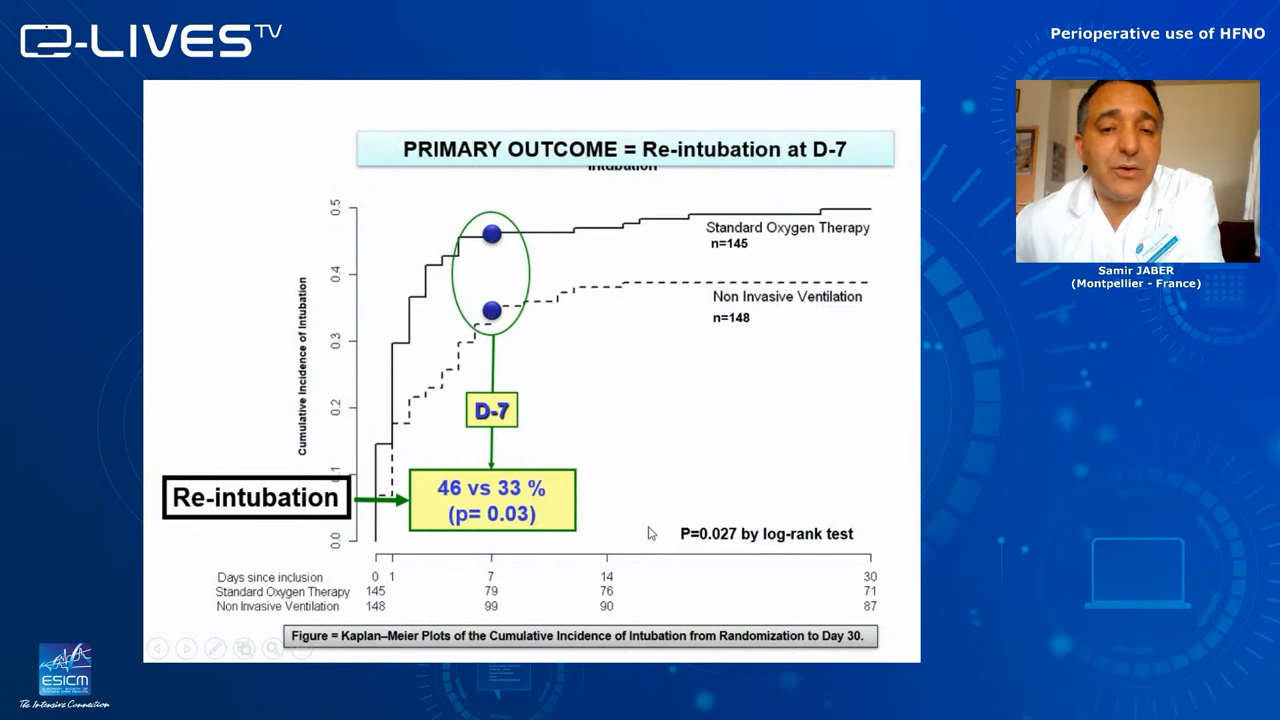 e-LIVES TV
Perioperative use of HFNO
PRIMARY OUTCOME = Re-intubation at D-7
Intubation
Cumulative Incidence of Intubation
0.5
0.4
0.3
0.2
0.0
Standard Oxygen Therapy
n=145
Non Invasive Ventilation
n=148
D-7
Re-intubation
46 vs 33 %
(p= 0.03)
P=0.027 by log-rank test
Days since inclusion 0 1 7 14 30
Standard Oxygen Therapy 145 79 76 71
Non Invasive Ventilation 148 99 90 87
Figure = Kaplan–Meier Plots of the Cumulative Incidence of Intubation from Randomization to Day 30.
Samir JABER
(Montpellier - France)
ESICM
The Intensive Connection